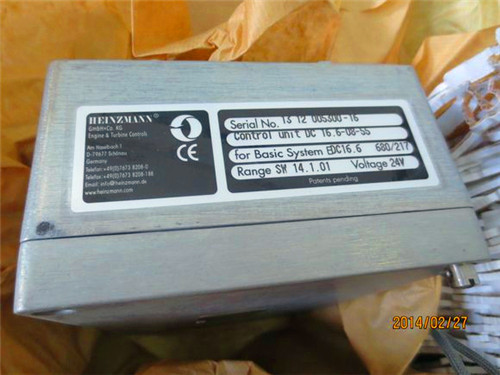 HEINZMANN®
GmbH+Co. KG
Engine & Turbine Controls
Am Haselbach 1
D-79677 Schönau
Germany
Telefon:+49(0)7673 8208-0
Telefax:+49(0)7673 8208-188
Email: info@heinzmann.de
www.heinzmann.de
CE
Serial No. 13 12 00S300-16
Control unit DC 16.6-08-SS
for Basic System EDC16.6 680/217
Range SW 14.1.01 Voltage 24V
Patents pending
2014/02/27